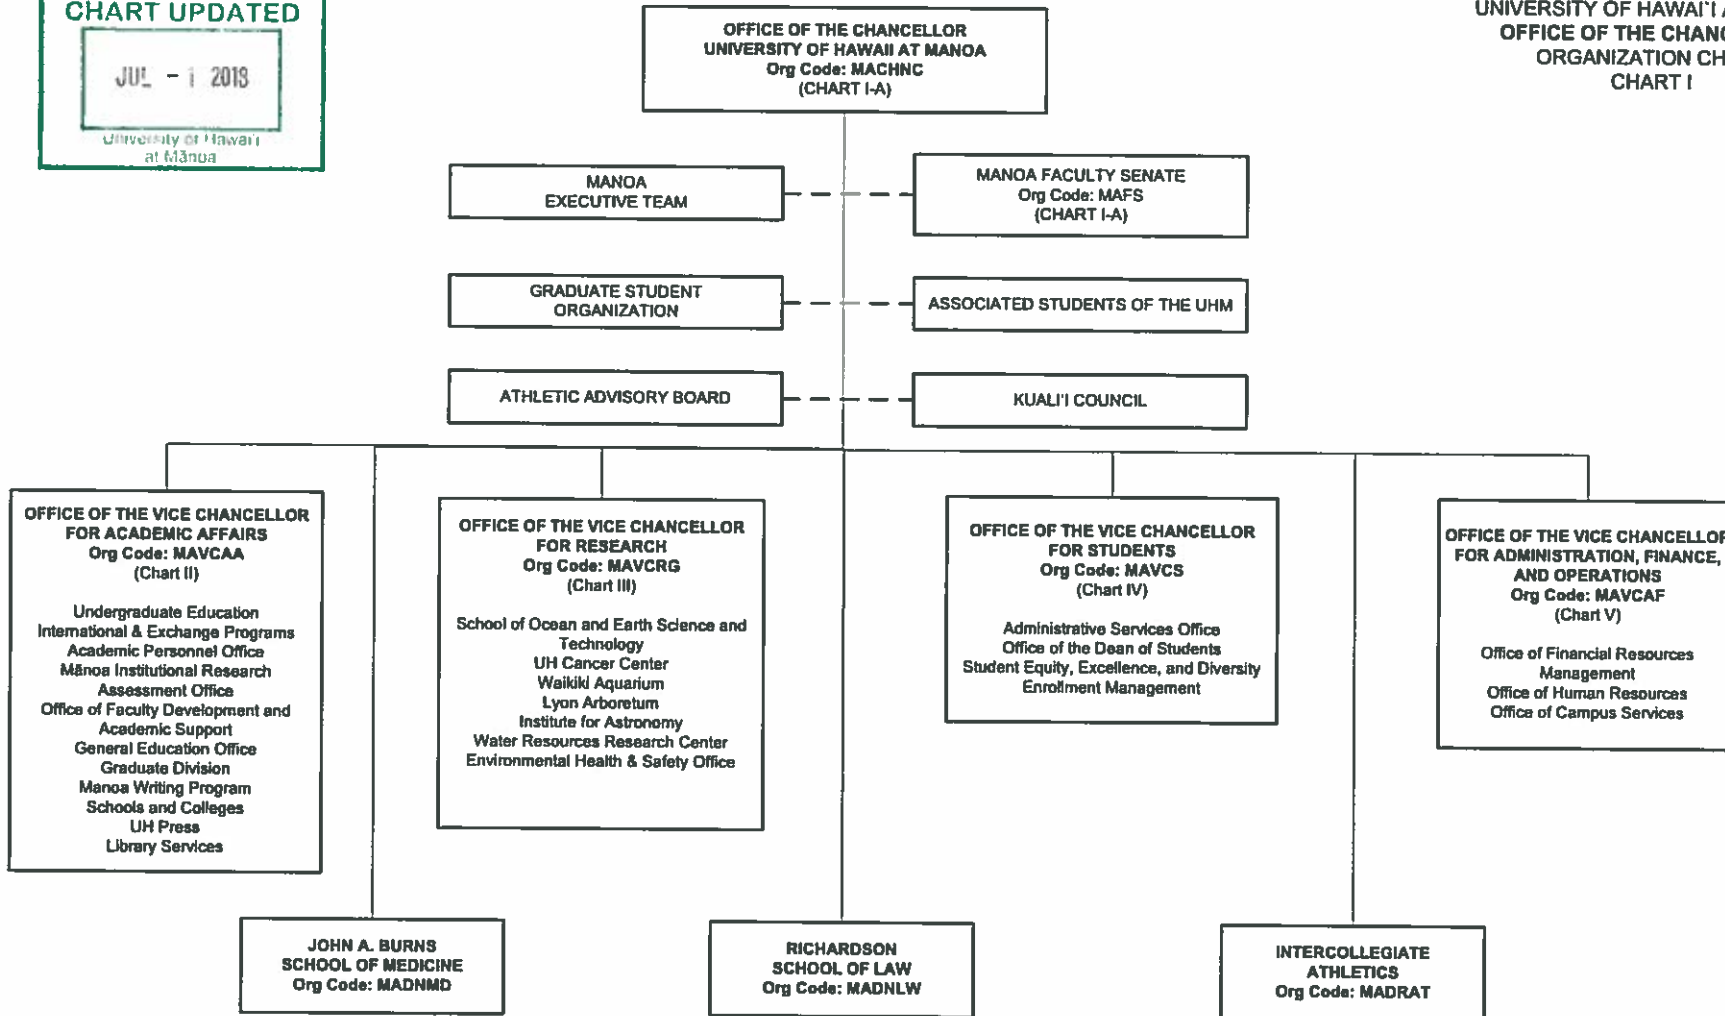 CHART UPDATED
JUL - 1 2013
University of Hawai'i
at Mānoa
OFFICE OF THE CHANCELLOR
UNIVERSITY OF HAWAII AT MANOA
Org Code: MACHNC
(CHART I-A)
UNIVERSITY OF HAWAI'I
OFFICE OF THE CHANC
ORGANIZATION CH
CHART I
MANOA
EXECUTIVE TEAM
MANOA FACULTY SENATE
Org Code: MAFS
(CHART I-A)
GRADUATE STUDENT
ORGANIZATION
ASSOCIATED STUDENTS OF THE UHM
ATHLETIC ADVISORY BOARD
KUALI'I COUNCIL
OFFICE OF THE VICE CHANCELLOR
FOR ACADEMIC AFFAIRS
Org Code: MAVCAA
(Chart II)
Undergraduate Education
International & Exchange Programs
Academic Personnel Office
Mānoa Institutional Research
Assessment Office
Office of Faculty Development and
Academic Support
General Education Office
Graduate Division
Manoa Writing Program
Schools and Colleges
UH Press
Library Services
OFFICE OF THE VICE CHANCELLOR
FOR RESEARCH
Org Code: MAVCRG
(Chart III)
School of Ocean and Earth Science and
Technology
UH Cancer Center
Waikiki Aquarium
Lyon Arboretum
Institute for Astronomy
Water Resources Research Center
Environmental Health & Safety Office
OFFICE OF THE VICE CHANCELLOR
FOR STUDENTS
Org Code: MAVCS
(Chart IV)
Administrative Services Office
Office of the Dean of Students
Student Equity, Excellence, and Diversity
Enrollment Management
OFFICE OF THE VICE CHANCELLOR
FOR ADMINISTRATION, FINANCE,
AND OPERATIONS
Org Code: MAVCAF
(Chart V)
Office of Financial Resources
Management
Office of Human Resources
Office of Campus Services
JOHN A. BURNS
SCHOOL OF MEDICINE
Org Code: MADNMD
RICHARDSON
SCHOOL OF LAW
Org Code: MADNLW
INTERCOLLEGIATE
ATHLETICS
Org Code: MADRAT